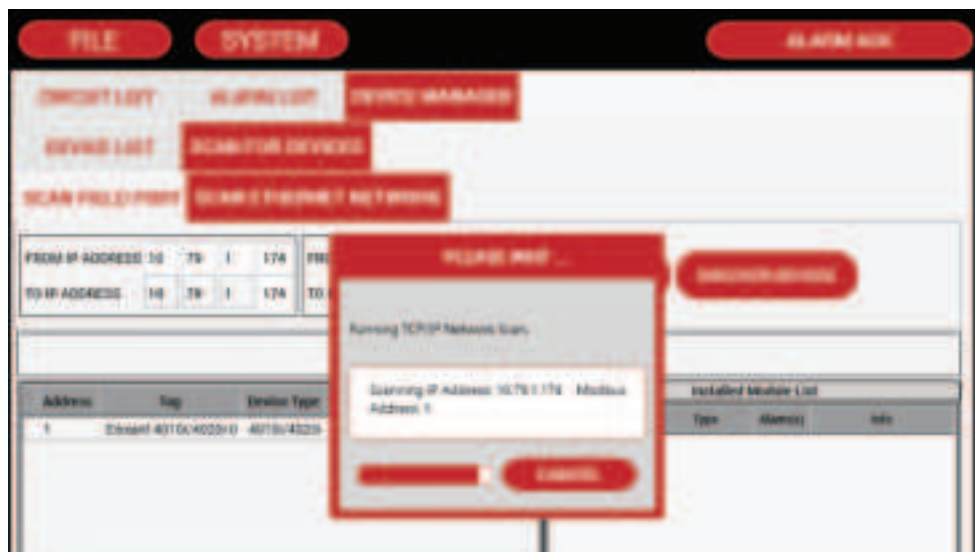 FILE SYSTEM ALARM ACK
CIRCUIT LIST ALARM LIST DEVICE MANAGER
DEVICE LIST SCAN FOR DEVICES
SCAN FIELD PORT SCAN ETHERNET NETWORK
FROM IP ADDRESS 10 79 1 174
TO IP ADDRESS 10 79 1 174 TO
PLEASE WAIT ...
Running TCP/IP Network Scan.
Scanning IP Address: 10.79.1.174 Modbus
Address: 1
CANCEL
Installed Module List
Address Tag Device Type
Type Alarm(s) Info
1 4010i/4020i